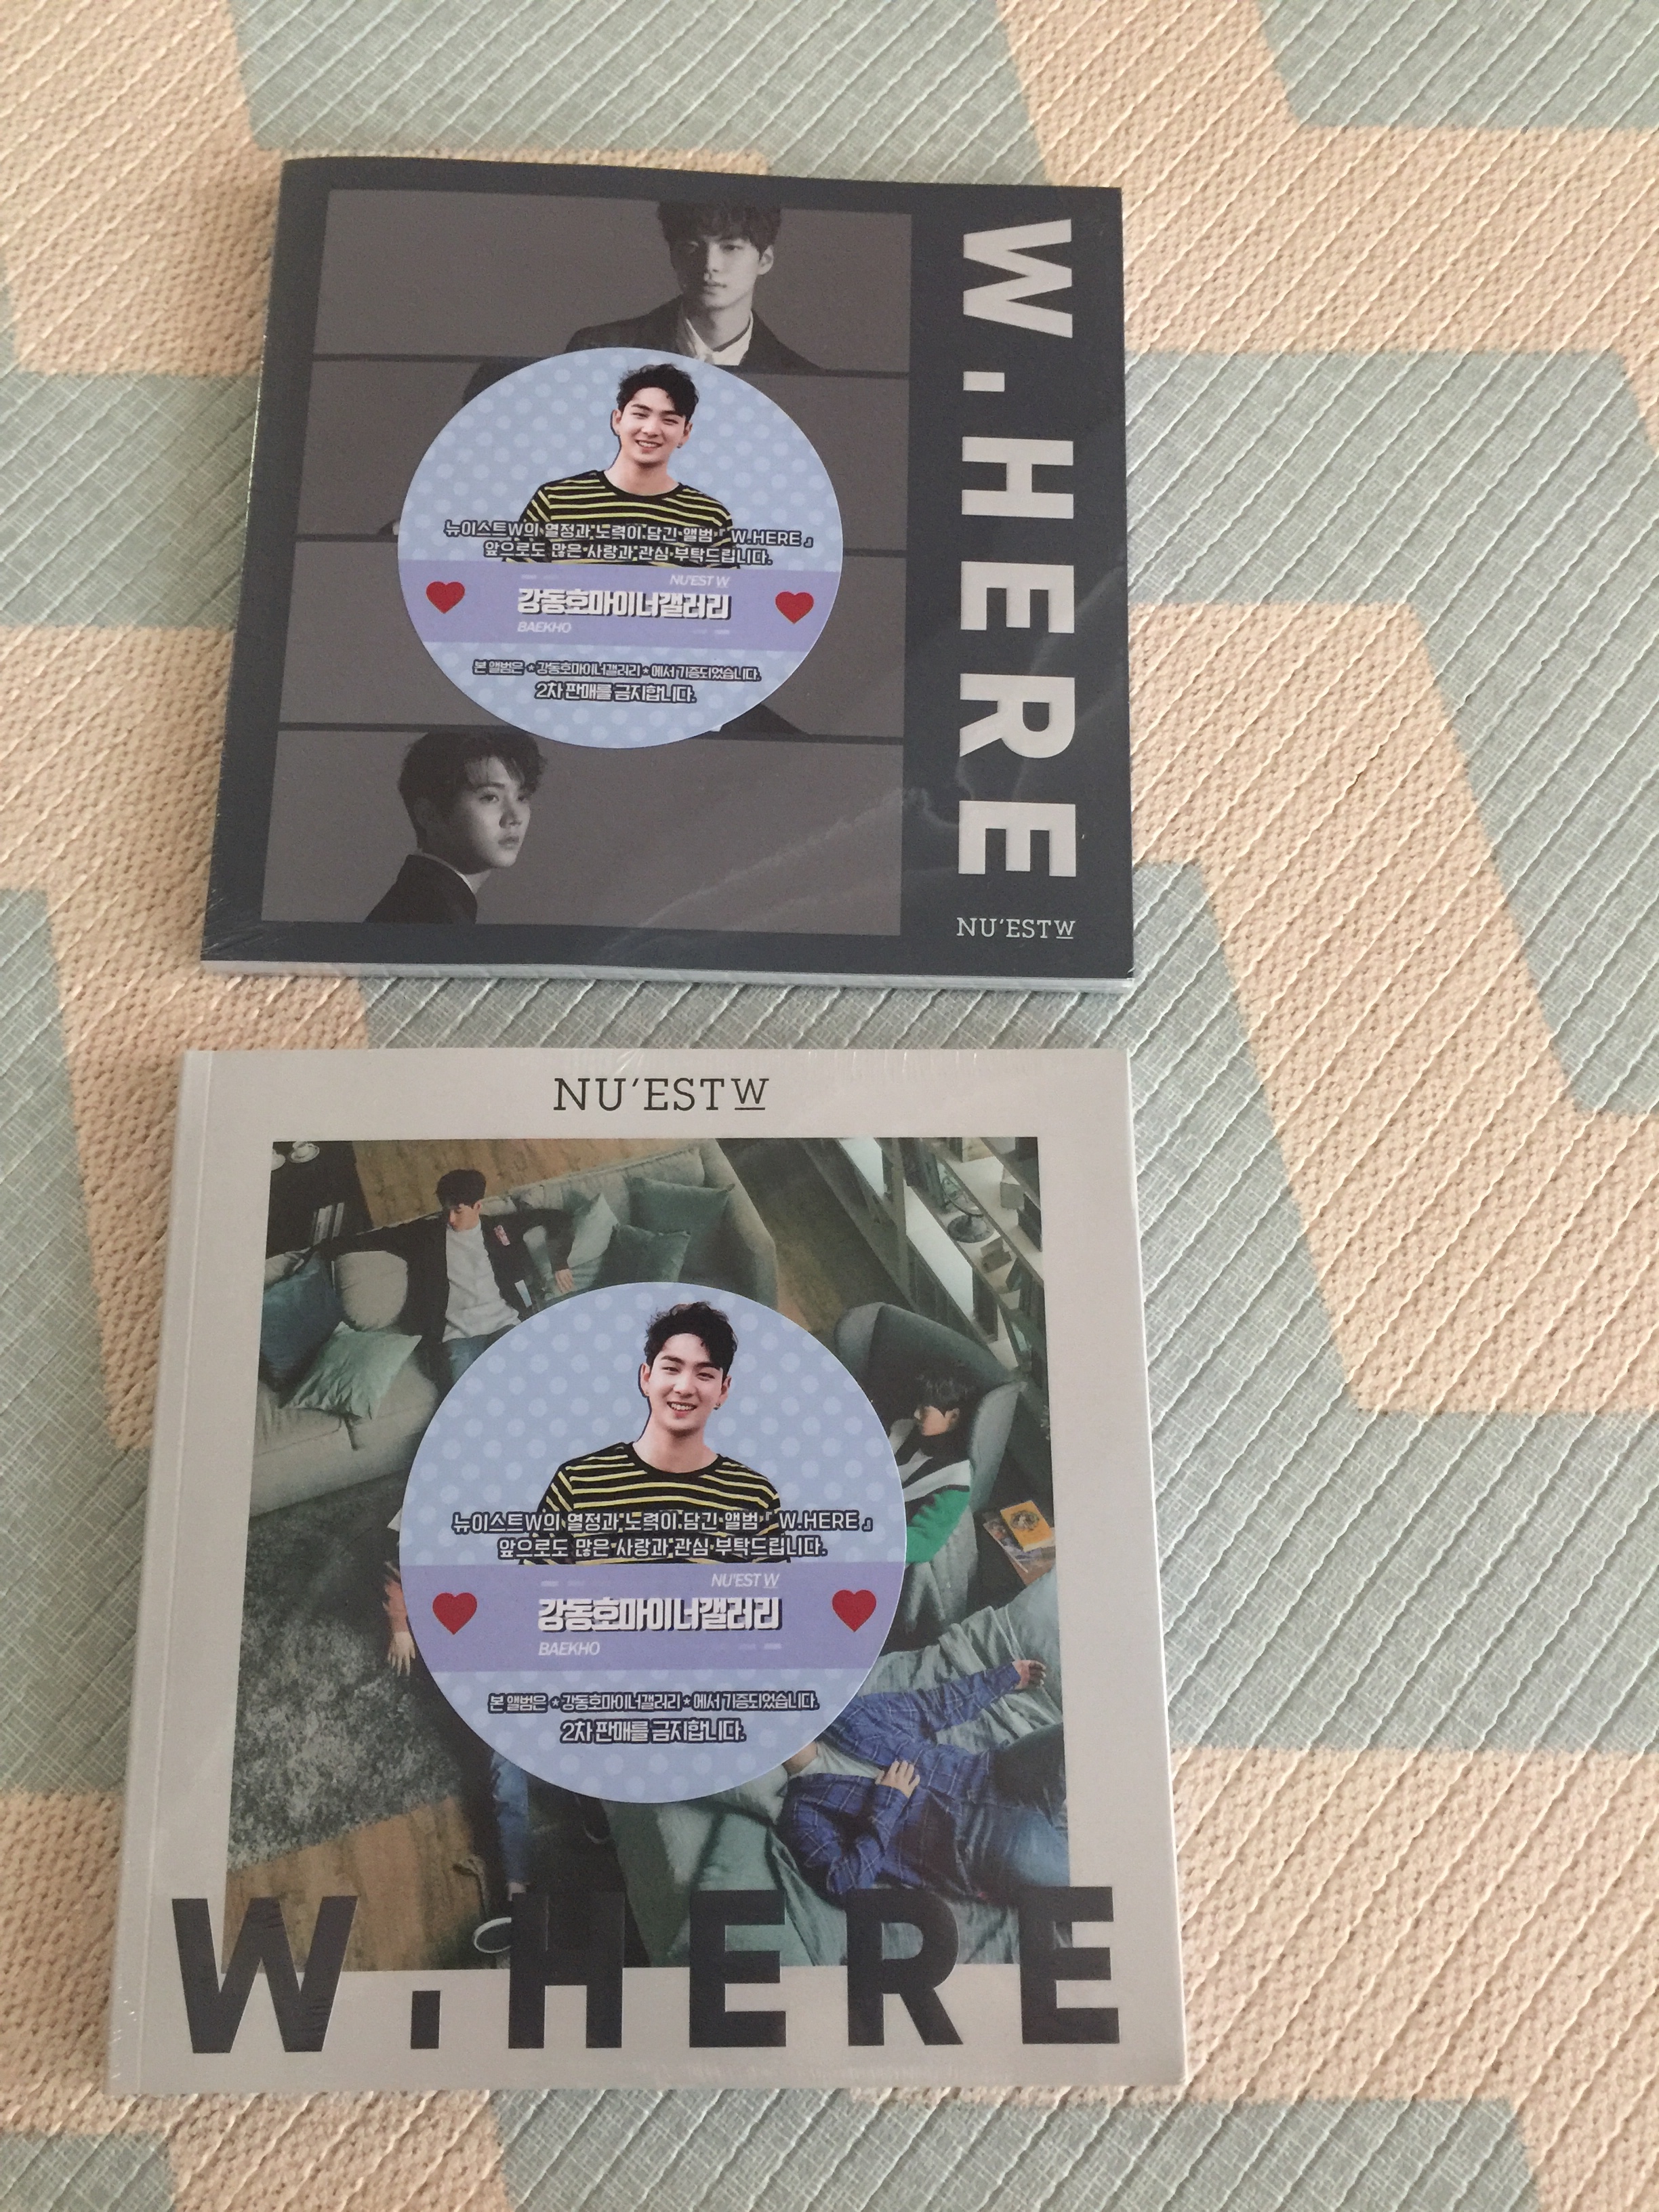 W.HERE
NU'EST W
뉴이스트W의 열정과 노력이 담긴 앨범 『W.HERE』
앞으로도 많은 사랑과 관심 부탁드립니다.
NU'EST W
강동호마이너갤러리
BAEKHO
본 앨범은 *강동호마이너갤러리*에서 기증되었습니다.
2차 판매를 금지합니다.
NU'EST W
뉴이스트W의 열정과 노력이 담긴 앨범 『W.HERE』
앞으로도 많은 사랑과 관심 부탁드립니다.
NU'EST W
강동호마이너갤러리
BAEKHO
본 앨범은 *강동호마이너갤러리*에서 기증되었습니다.
2차 판매를 금지합니다.
W.HERE